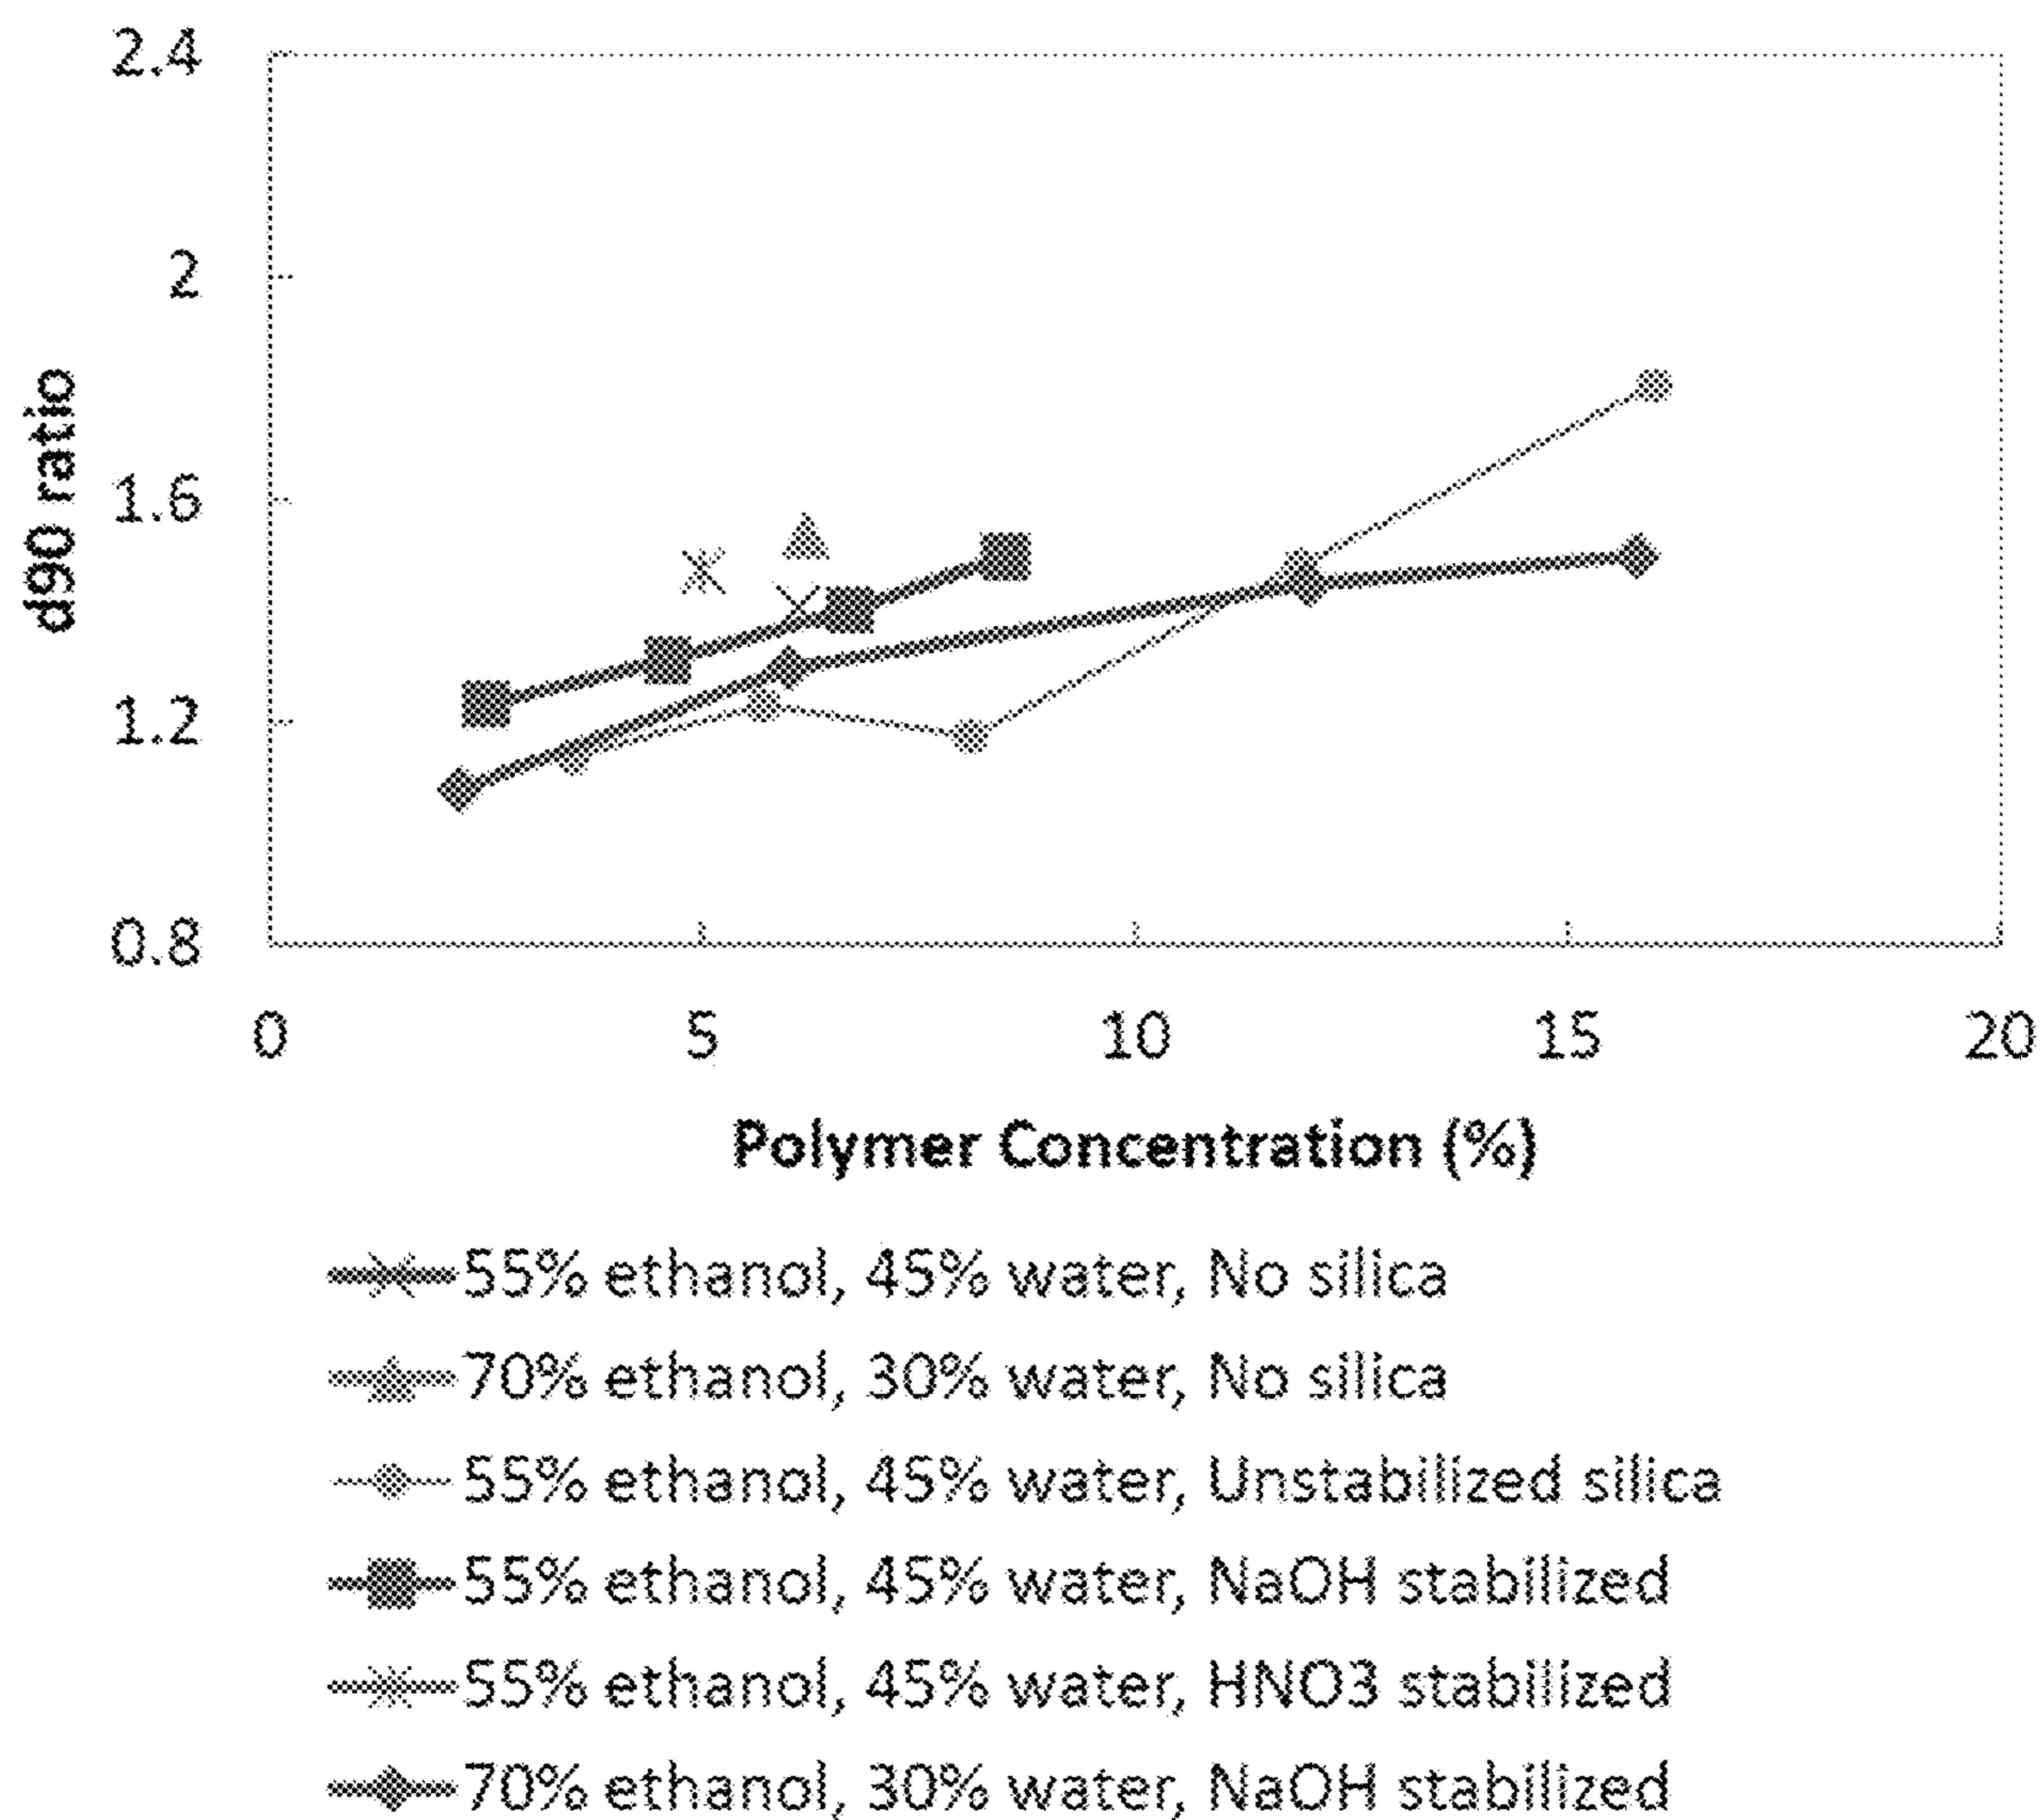 2.4
2
1.6
1.2
0.8
d90 ratio
0 5 10 15 20
Polymer Concentration (%)
55% ethanol, 45% water, No silica
70% ethanol, 30% water, No silica
55% ethanol, 45% water, Unstabilized silica
55% ethanol, 45% water, NaOH stabilized
55% ethanol, 45% water, HNO3 stabilized
70% ethanol, 30% water, NaOH stabilized